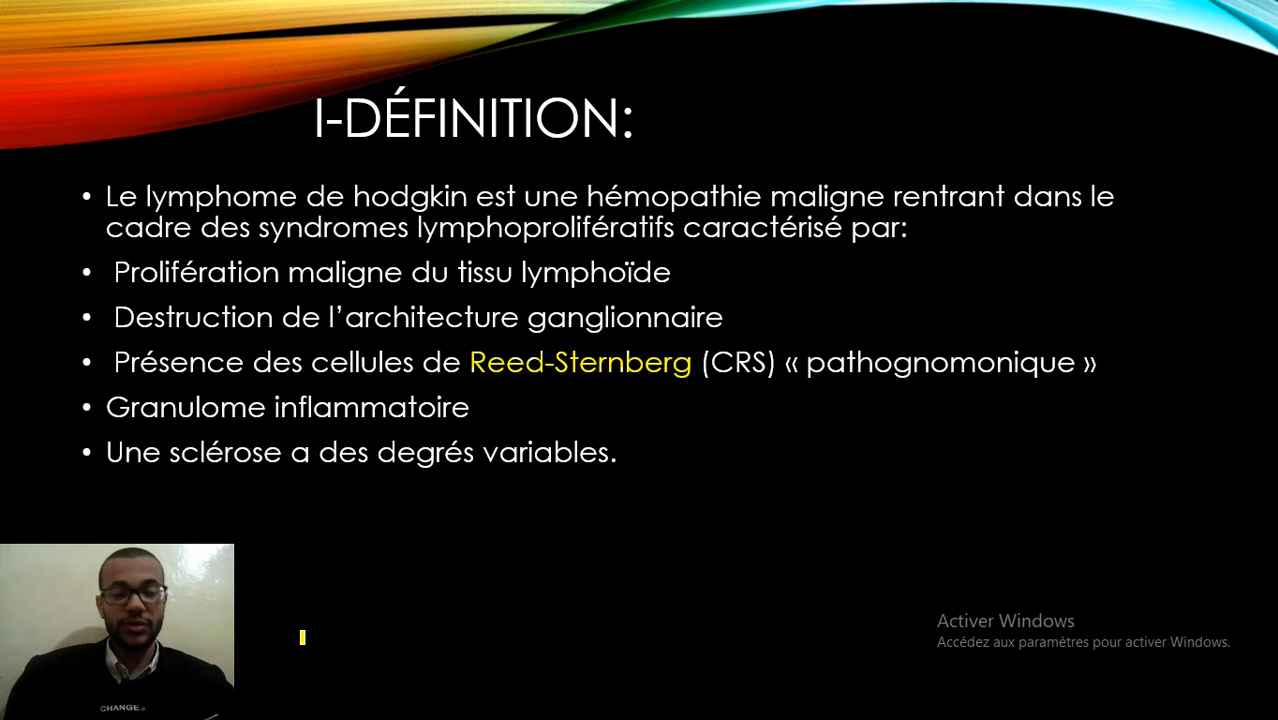 I-DÉFINITION:
• Le lymphome de hodgkin est une hémopathie maligne rentrant dans le
cadre des syndromes lymphoprolifératifs caractérisé par:
• Prolifération maligne du tissu lymphoïde
• Destruction de l’architecture ganglionnaire
• Présence des cellules de Reed-Sternberg (CRS) « pathognomonique »
• Granulome inflammatoire
• Une sclérose a des degrés variables.
Activer Windows
Accédez aux paramètres pour activer Windows.
CHANGE®